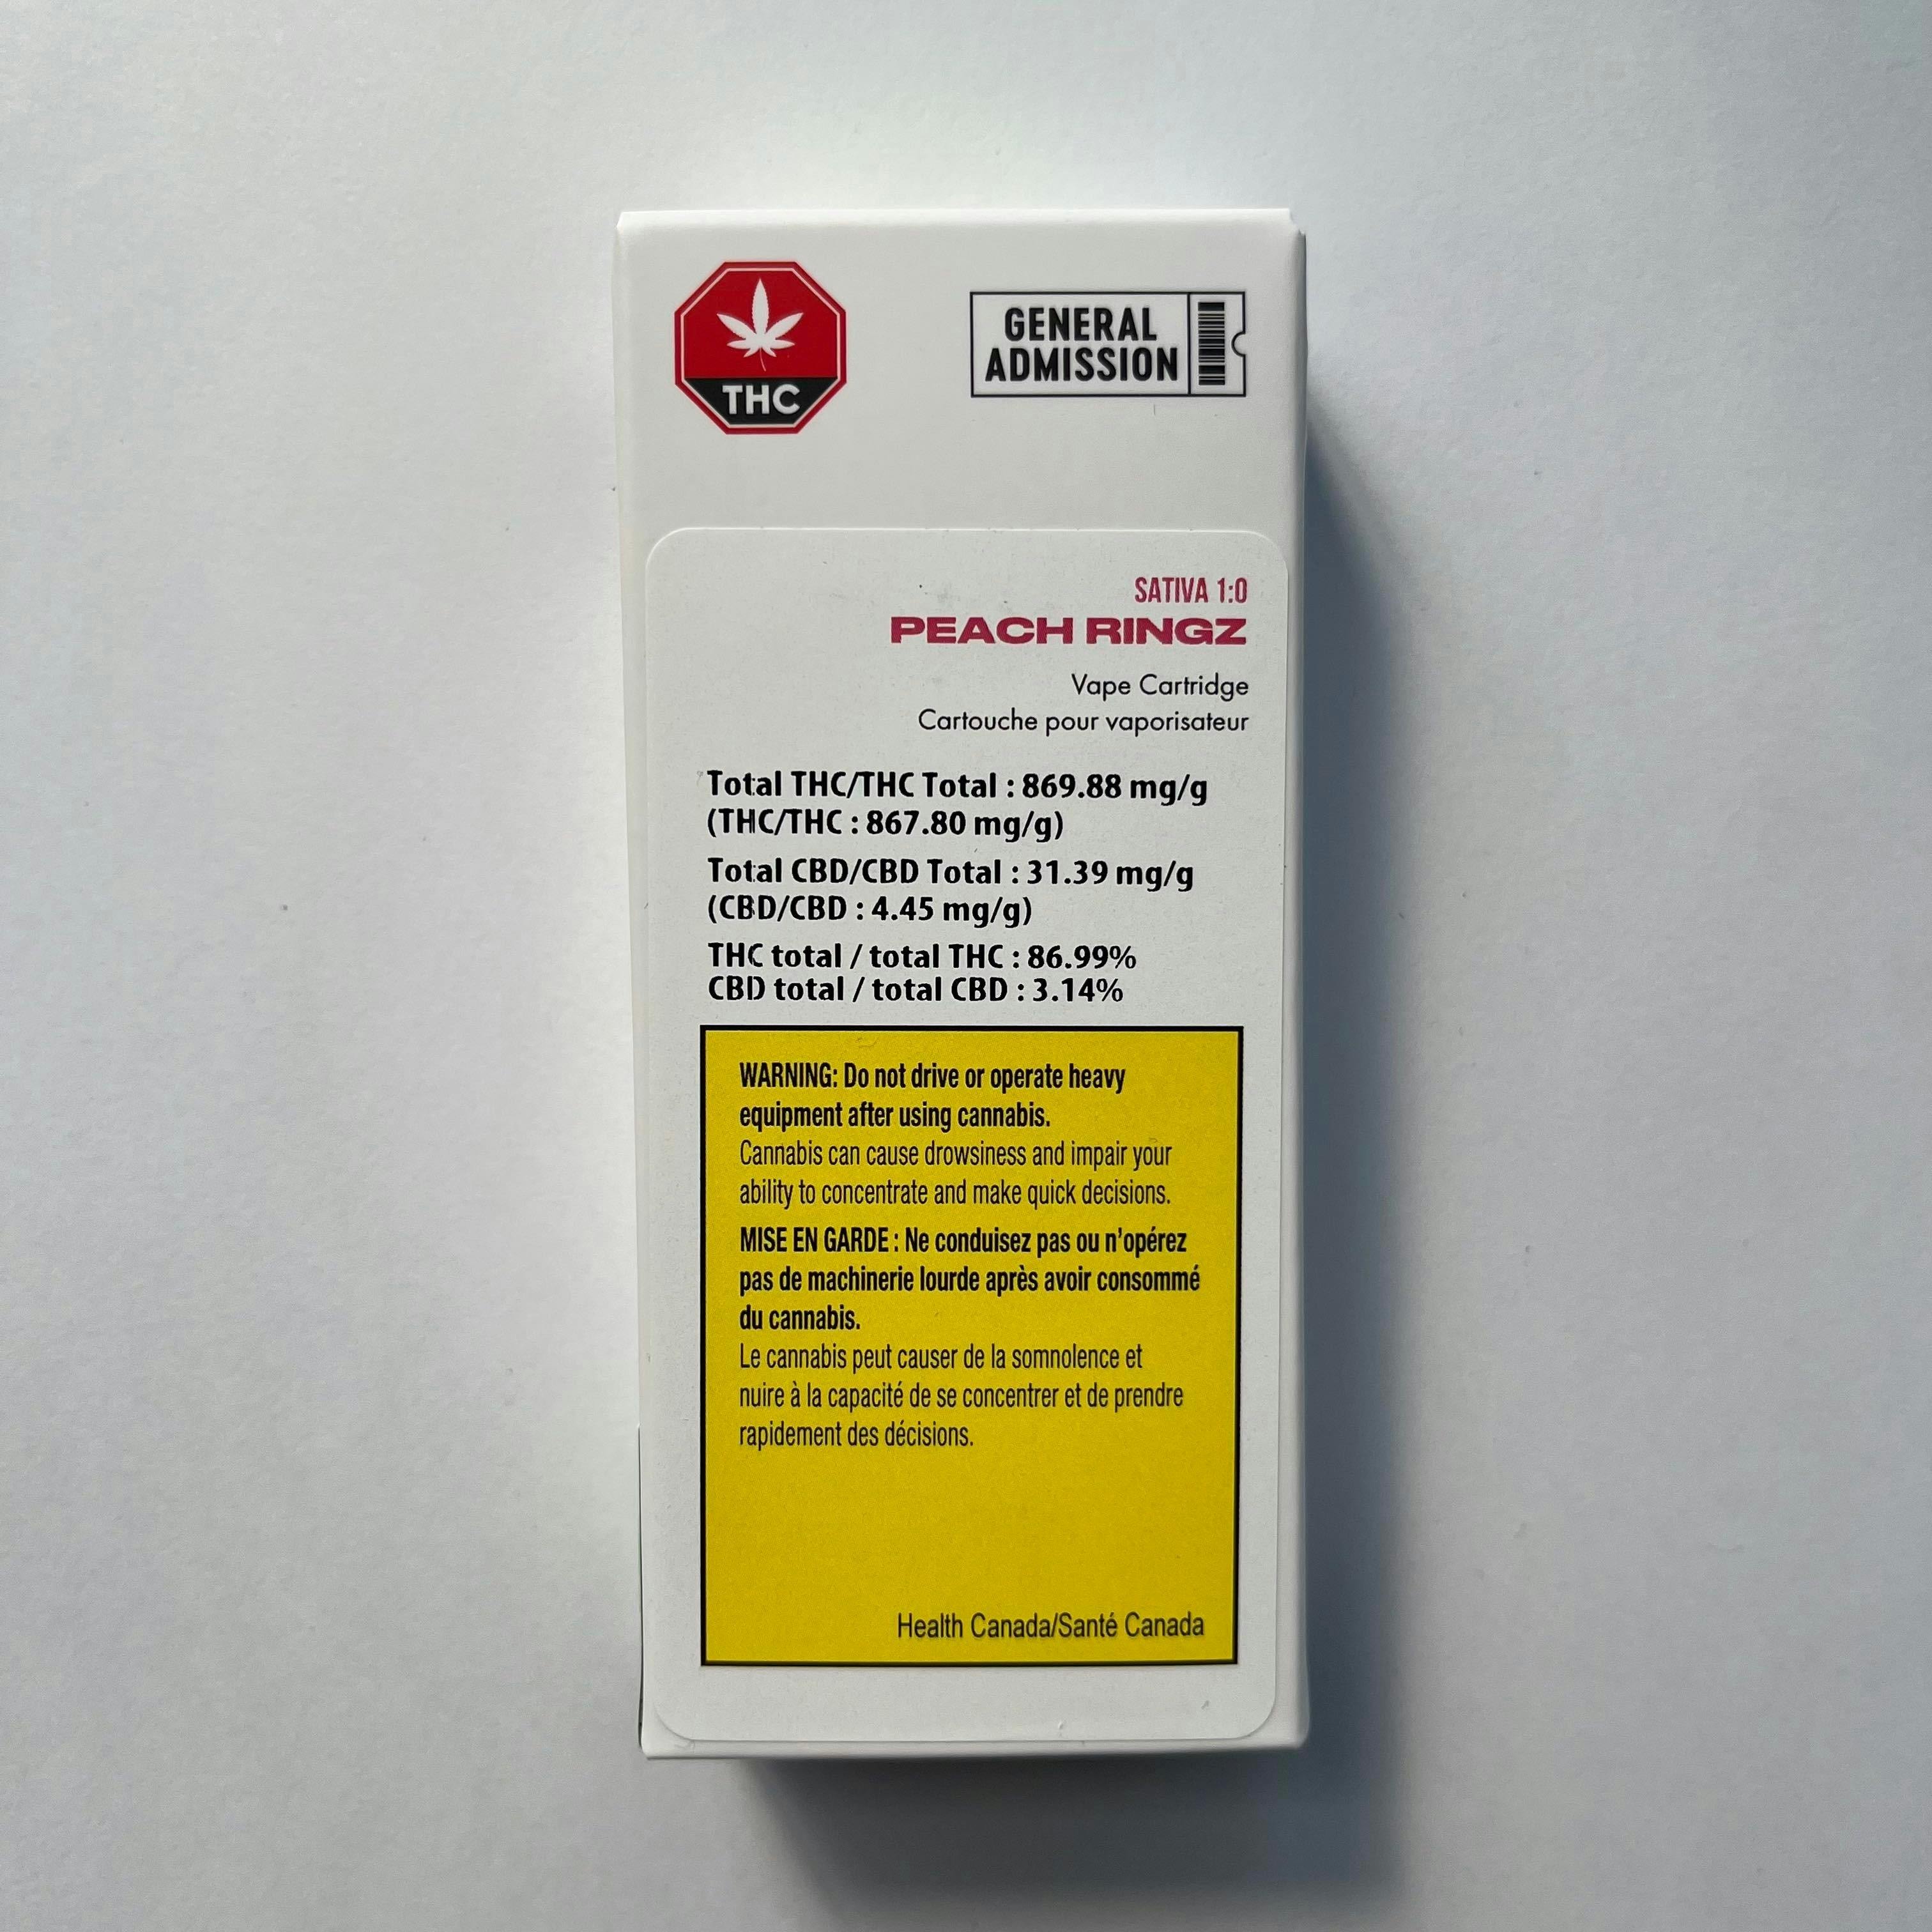 THC
GENERAL
ADMISSION
SATIVA 1:0
PEACH RINGZ
Vape Cartridge
Cartouche pour vaporisateur
Total THC/THC Total : 869.88 mg/g
(THC/THC : 867.80 mg/g)
Total CBD/CBD Total : 31.39 mg/g
(CBD/CBD : 4.45 mg/g)
THC total / total THC : 86.99%
CBD total / total CBD : 3.14%
WARNING: Do not drive or operate heavy
equipment after using cannabis.
Cannabis can cause drowsiness and impair your
ability to concentrate and make quick decisions.
MISE EN GARDE : Ne conduisez pas ou n’opérez
pas de machinerie lourde après avoir consommé
du cannabis.
Le cannabis peut causer de la somnolence et
nuire à la capacité de se concentrer et de prendre
rapidement des décisions.
Health Canada/Santé Canada